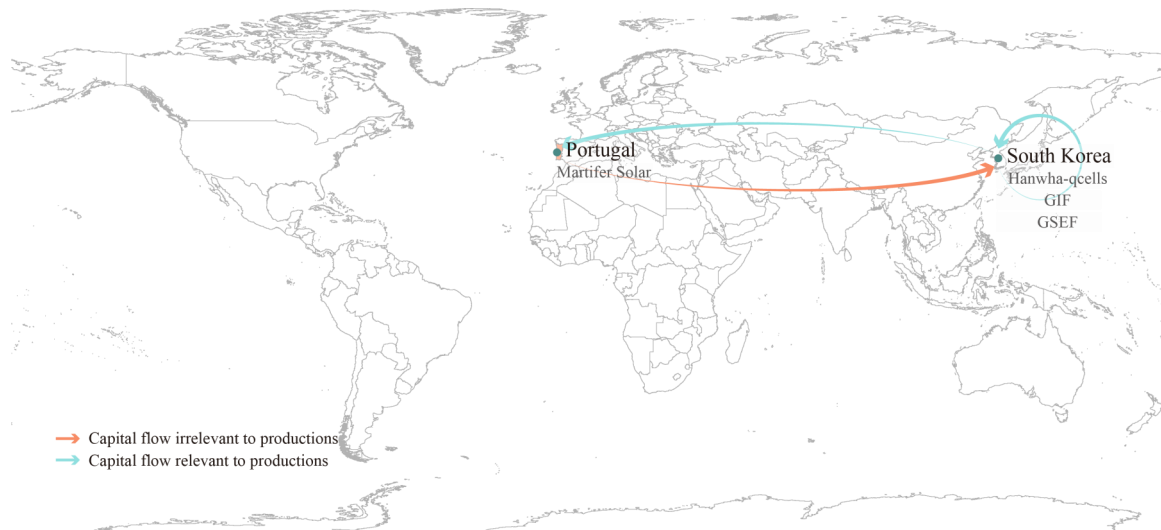 Portugal
Martifer Solar
South Korea
Hanwha-qcells
GIF
GSEF
Capital flow irrelevant to productions
Capital flow relevant to productions